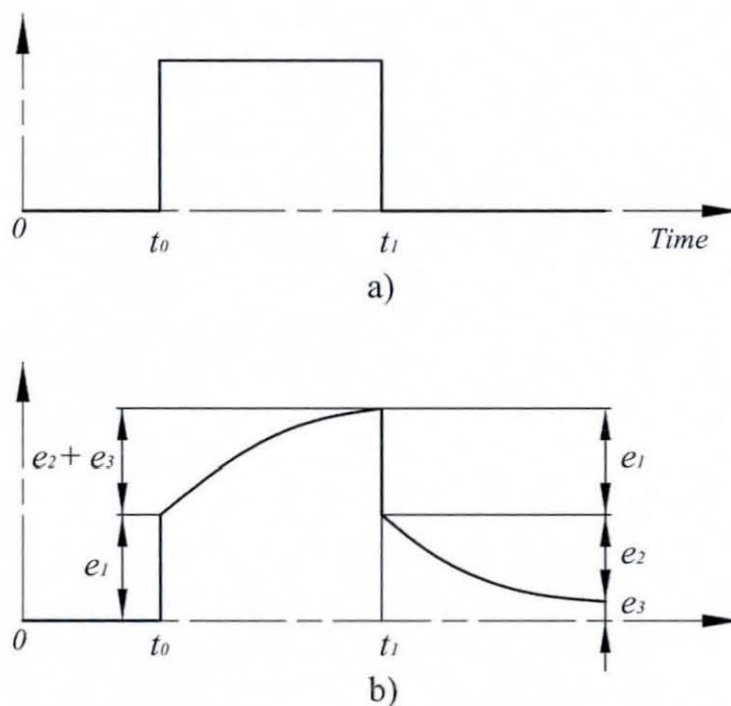 0 t₀ t₁ Time
a)
e₂ + e₃ e₁
e₁ e₂
e₃
0 t₀ t₁
b)